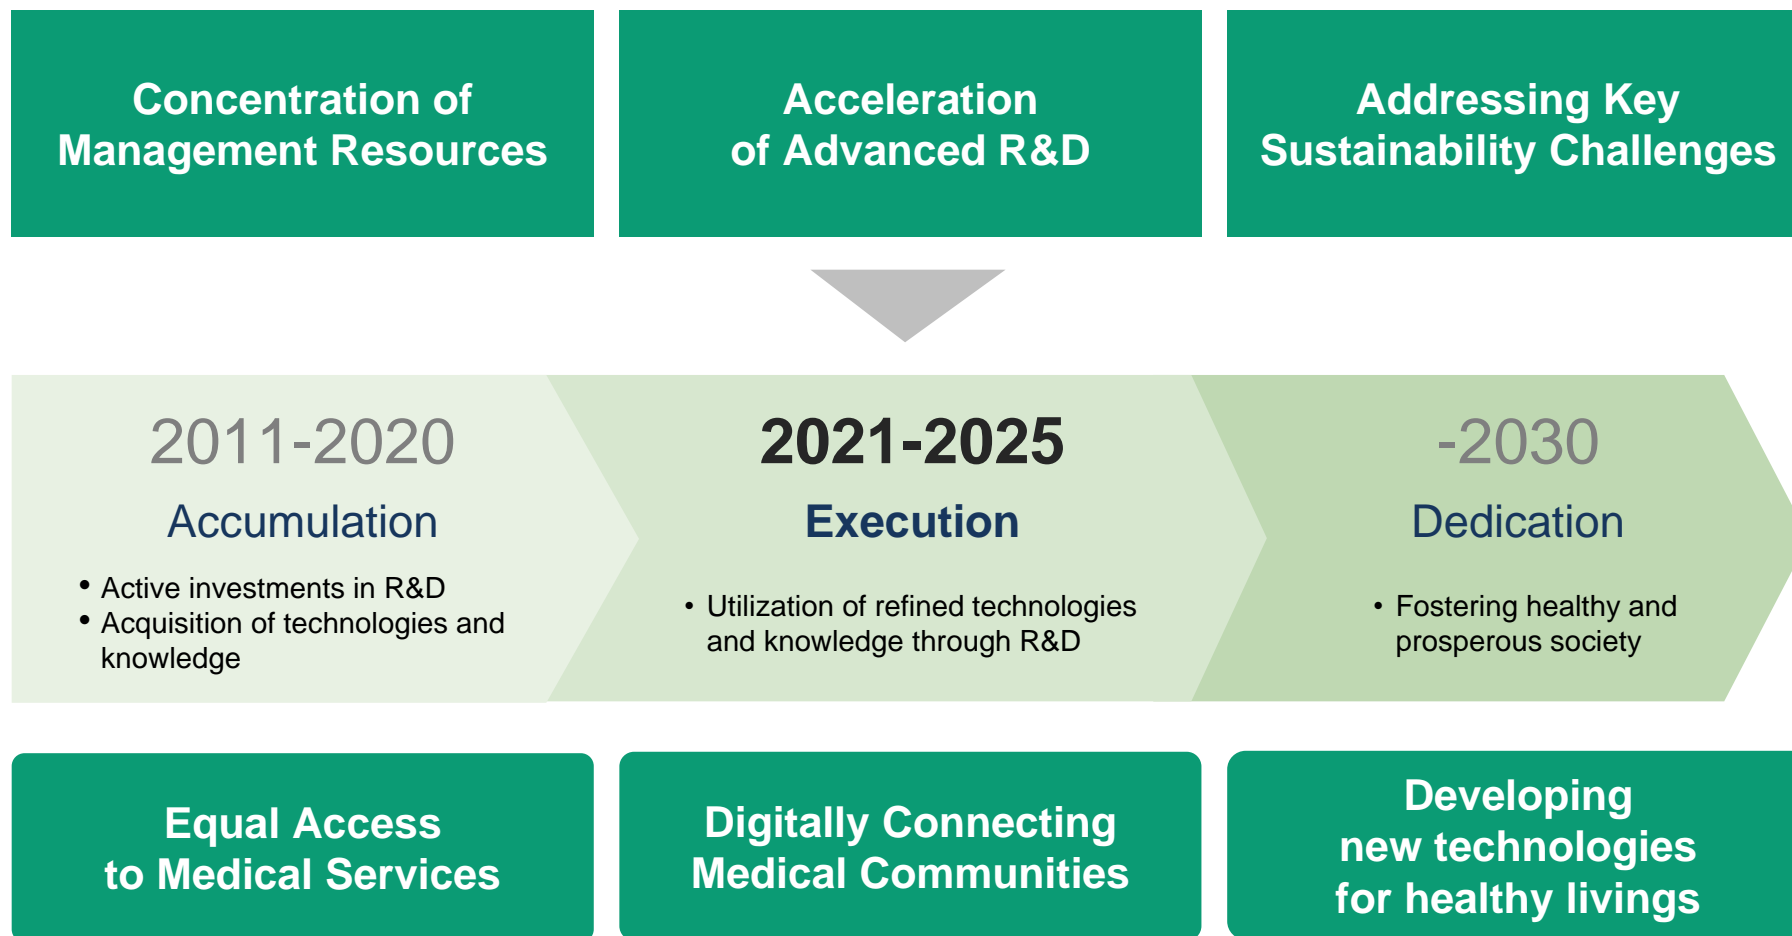 Concentration of
Management Resources
Acceleration
of Advanced R&D
Addressing Key
Sustainability Challenges
2011-2020
Accumulation
• Active investments in R&D
• Acquisition of technologies and
knowledge
2021-2025
Execution
• Utilization of refined technologies
and knowledge through R&D
-2030
Dedication
• Fostering healthy and
prosperous society
Equal Access
to Medical Services
Digitally Connecting
Medical Communities
Developing
new technologies
for healthy livings